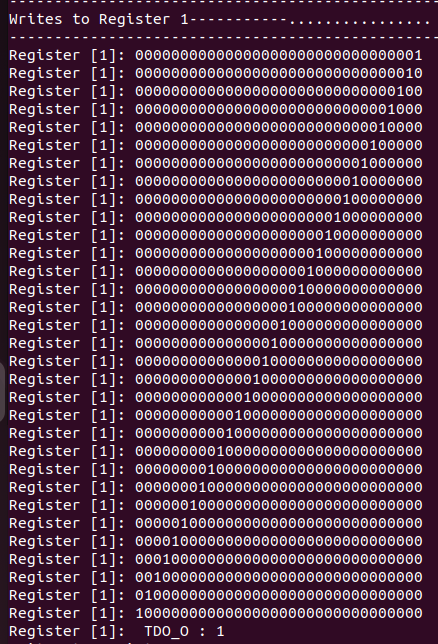 -----------------------------------------------
Writes to Register 1-----------................
-----------------------------------------------
Register [1]: 00000000000000000000000000000001
Register [1]: 00000000000000000000000000000010
Register [1]: 00000000000000000000000000000100
Register [1]: 00000000000000000000000000001000
Register [1]: 00000000000000000000000000010000
Register [1]: 00000000000000000000000000100000
Register [1]: 00000000000000000000000001000000
Register [1]: 00000000000000000000000010000000
Register [1]: 00000000000000000000000100000000
Register [1]: 00000000000000000000001000000000
Register [1]: 00000000000000000000010000000000
Register [1]: 00000000000000000000100000000000
Register [1]: 00000000000000000001000000000000
Register [1]: 00000000000000000010000000000000
Register [1]: 00000000000000000100000000000000
Register [1]: 00000000000000001000000000000000
Register [1]: 00000000000000010000000000000000
Register [1]: 00000000000000100000000000000000
Register [1]: 00000000000001000000000000000000
Register [1]: 00000000000010000000000000000000
Register [1]: 00000000000100000000000000000000
Register [1]: 00000000001000000000000000000000
Register [1]: 00000000010000000000000000000000
Register [1]: 00000000100000000000000000000000
Register [1]: 00000001000000000000000000000000
Register [1]: 00000010000000000000000000000000
Register [1]: 00000100000000000000000000000000
Register [1]: 00001000000000000000000000000000
Register [1]: 00010000000000000000000000000000
Register [1]: 00100000000000000000000000000000
Register [1]: 01000000000000000000000000000000
Register [1]: 10000000000000000000000000000000
Register [1]:  TDO_O : 1